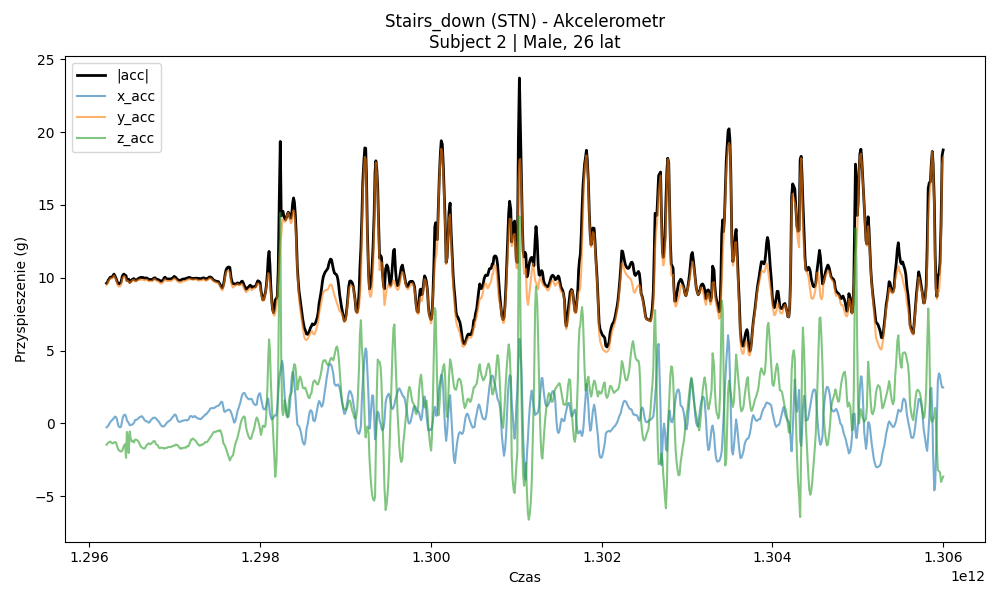 Stairs_down (STN) - Akcelerometr
Subject 2 | Male, 26 lat
|acc|
x_acc
y_acc
z_acc
Przyspieszenie (g)
25
20
15
10
5
0
−5
1.296
1.298
1.300
1.302
1.304
1.306
1e12
Czas